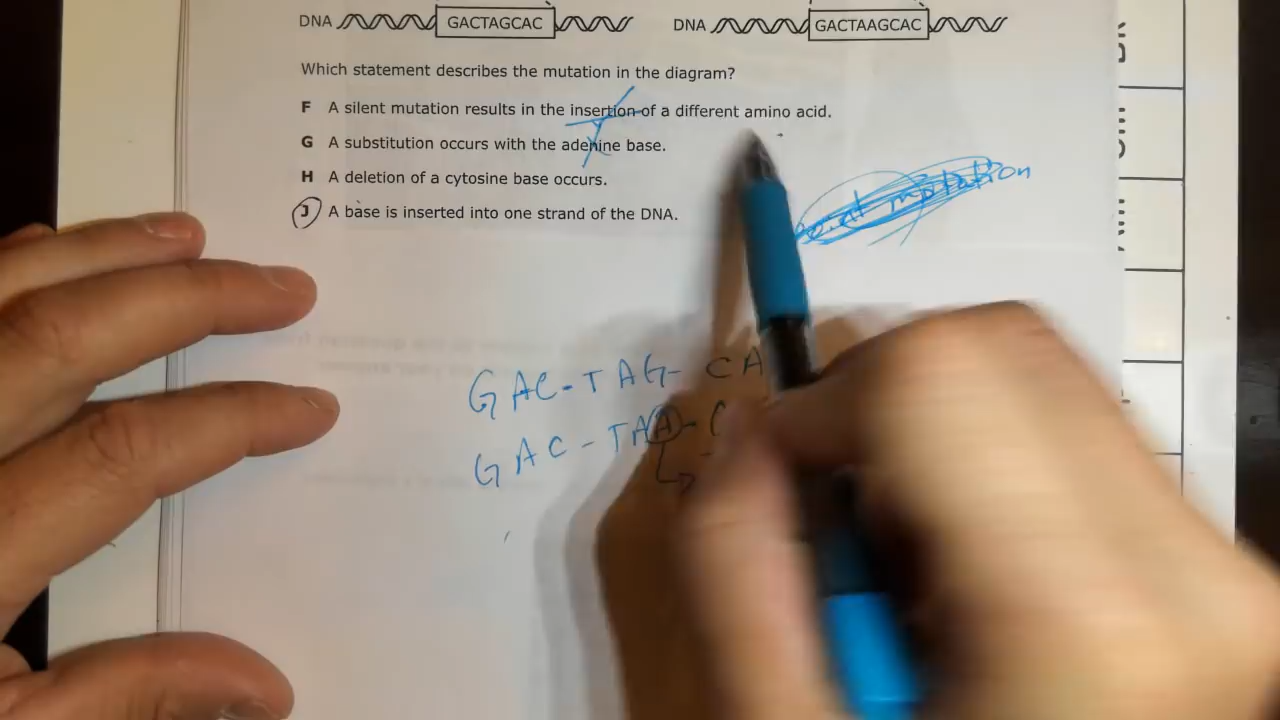 DNA GACTAGCAC DNA GACTAAGCAC
Which statement describes the mutation in the diagram?
F A silent mutation results in the insertion of a different amino acid.
G A substitution occurs with the adenine base.
H A deletion of a cytosine base occurs.
J A base is inserted into one strand of the DNA.
mutation
GAC-TAG-CA
GAC-TAA-C